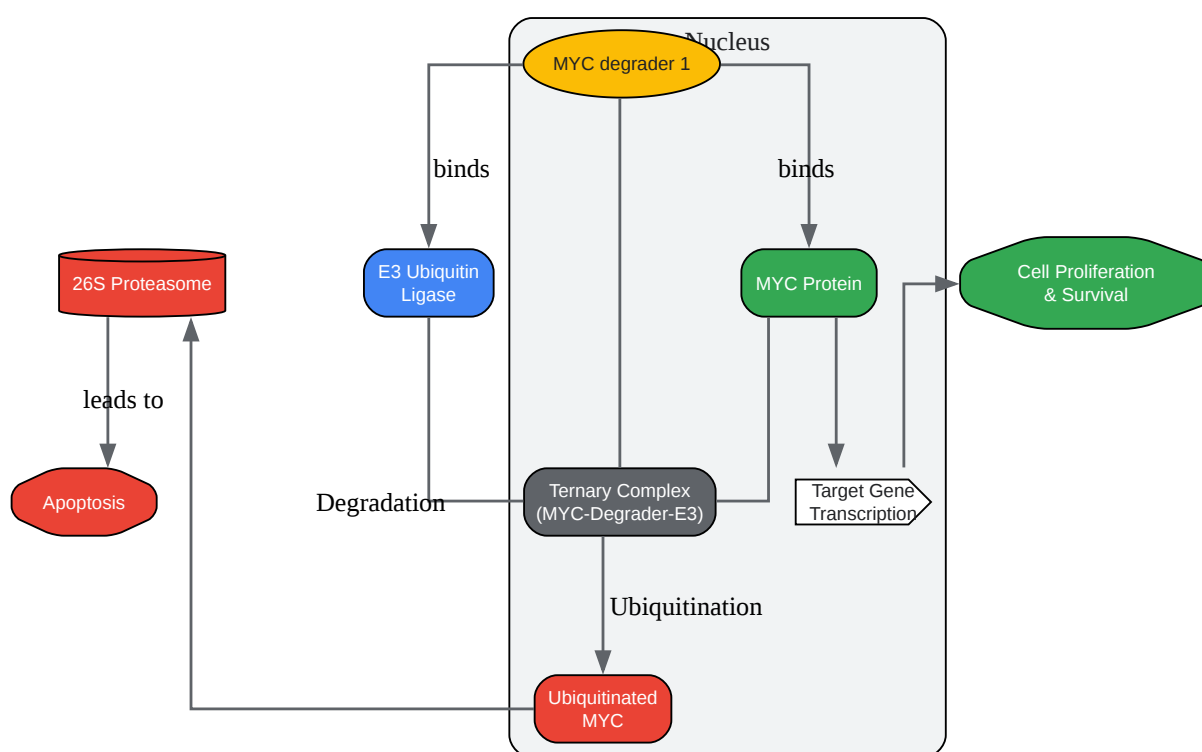 Nucleus
MYC degrader 1
binds
binds
26S Proteasome
E3 Ubiquitin
Ligase
MYC Protein
Cell Proliferation
& Survival
leads to
Apoptosis
Degradation
Ternary Complex
(MYC-Degrader-E3)
Target Gene
Transcription
Ubiquitination
Ubiquitinated
MYC